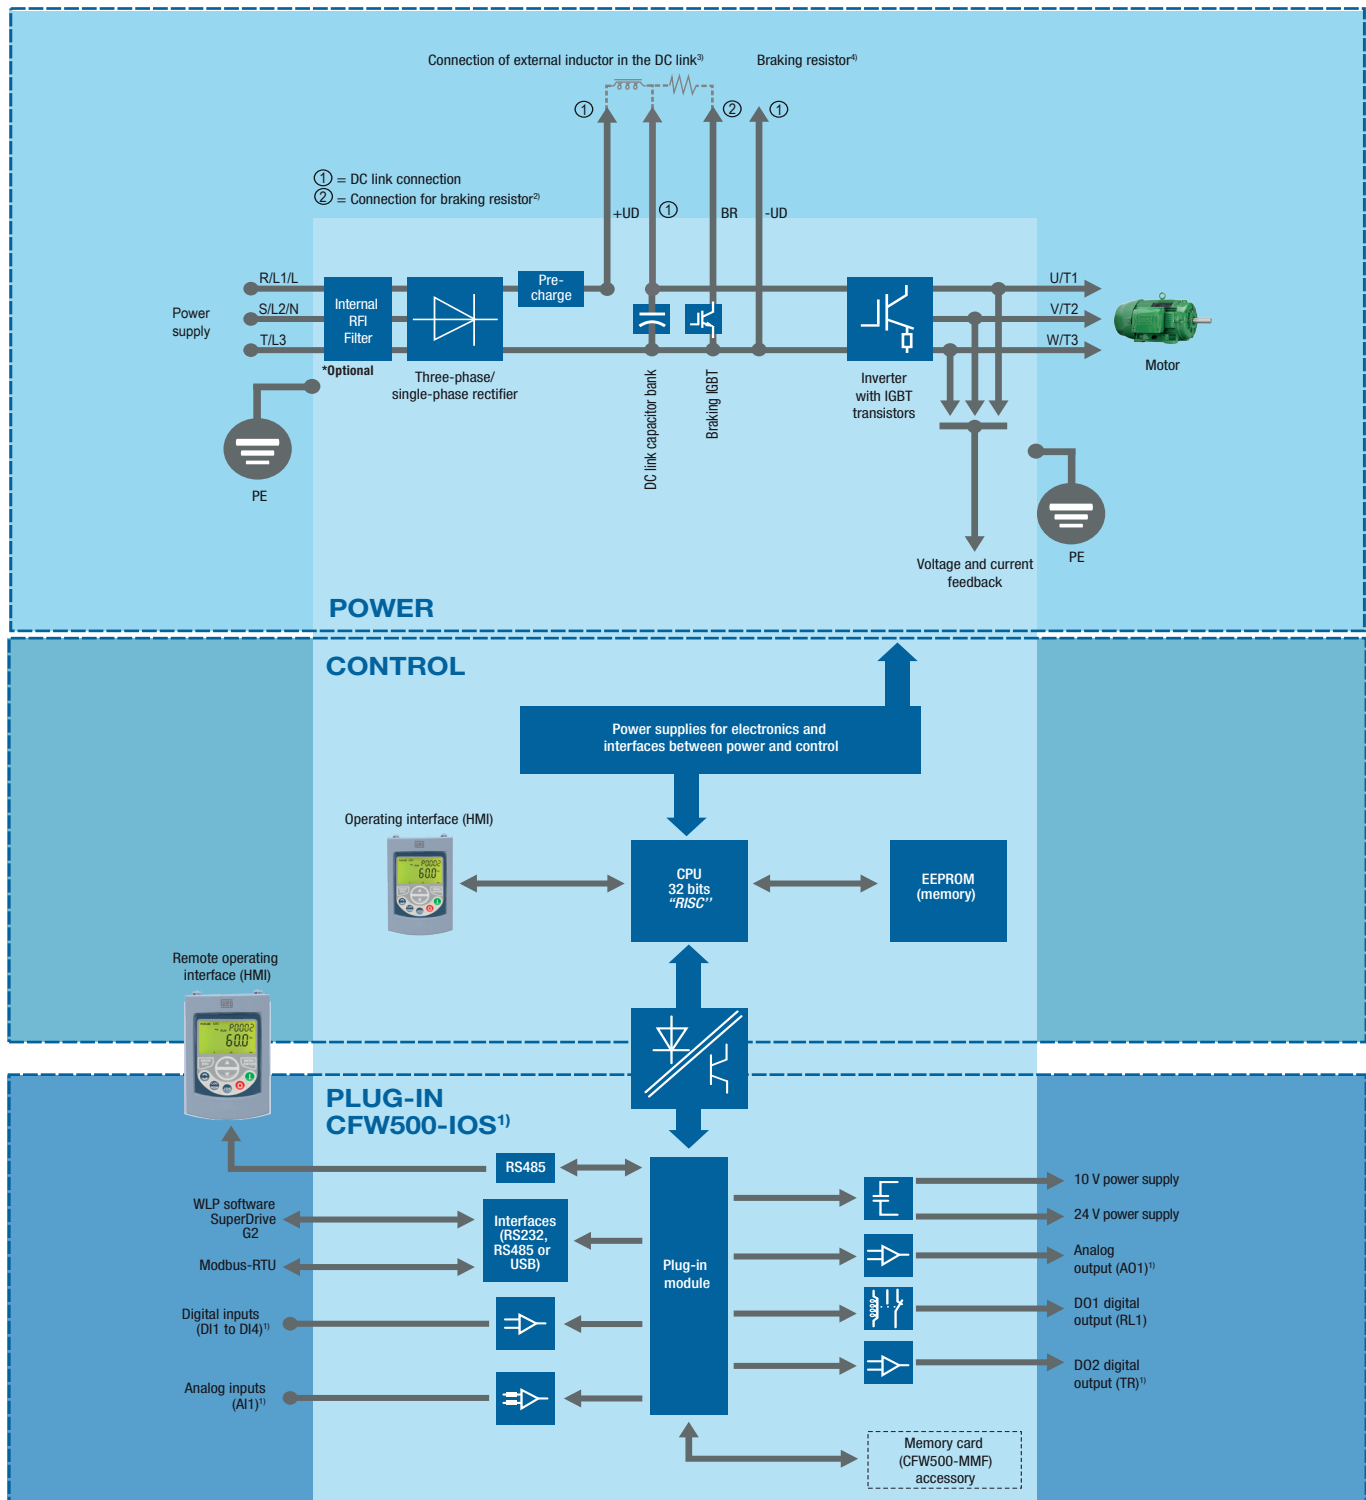 Connection of external inductor in the DC link3)
Braking resistor4)
1
2
1
1 = DC link connection
2 = Connection for braking resistor2)
+UD
1
BR
-UD
R/L1/L
S/L2/N
T/L3
Power
supply
Internal
RFI
Filter
*Optional
Pre-
charge
U/T1
V/T2
W/T3
Motor
Three-phase/
single-phase rectifier
DC link capacitor bank
Braking IGBT
Inverter
with IGBT
transistors
PE
PE
Voltage and current
feedback
POWER
CONTROL
Power supplies for electronics and
interfaces between power and control
Operating interface (HMI)
P0002
60.0
CPU
32 bits
“RISC’’
EEPROM
(memory)
Remote operating
interface (HMI)
P0002
60.0
PLUG-IN
CFW500-IOS1)
RS485
WLP software
SuperDrive
G2
Modbus-RTU
Interfaces
(RS232,
RS485 or
USB)
Digital inputs
(DI1 to DI4)1)
Analog inputs
(AI1)1)
Plug-in
module
10 V power supply
24 V power supply
Analog
output (AO1)1)
DO1 digital
output (RL1)
DO2 digital
output (TR)1)
Memory card
(CFW500-MMF)
accessory